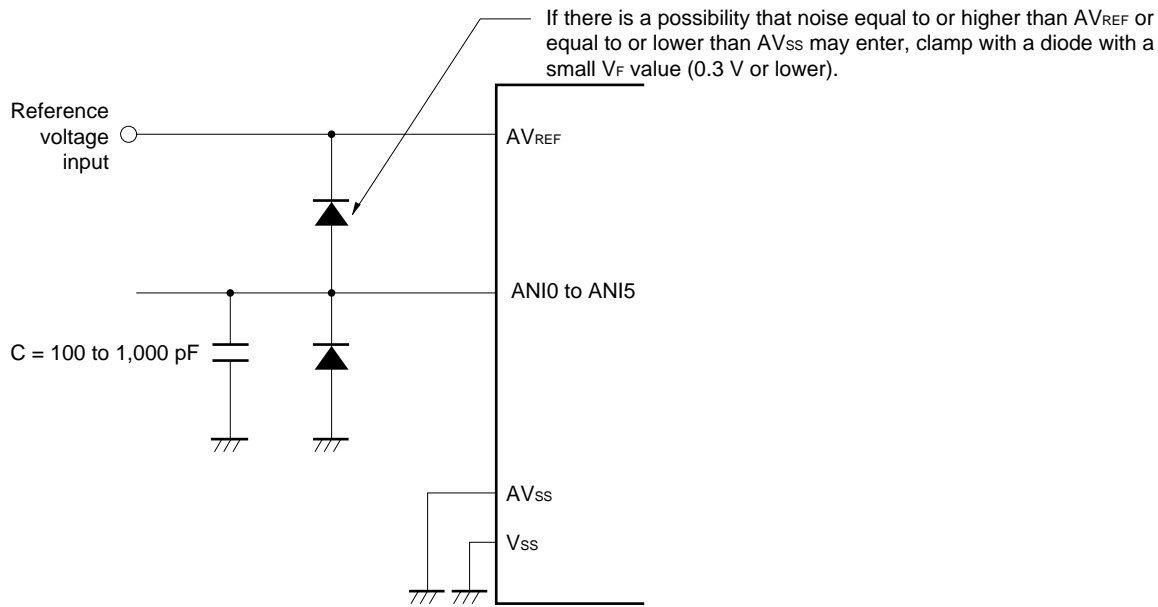 If there is a possibility that noise equal to or higher than AVREF or
equal to or lower than AVSS may enter, clamp with a diode with a
small VF value (0.3 V or lower).
Reference
voltage
input
AVREF
ANI0 to ANI5
C = 100 to 1,000 pF
AVSS
VSS